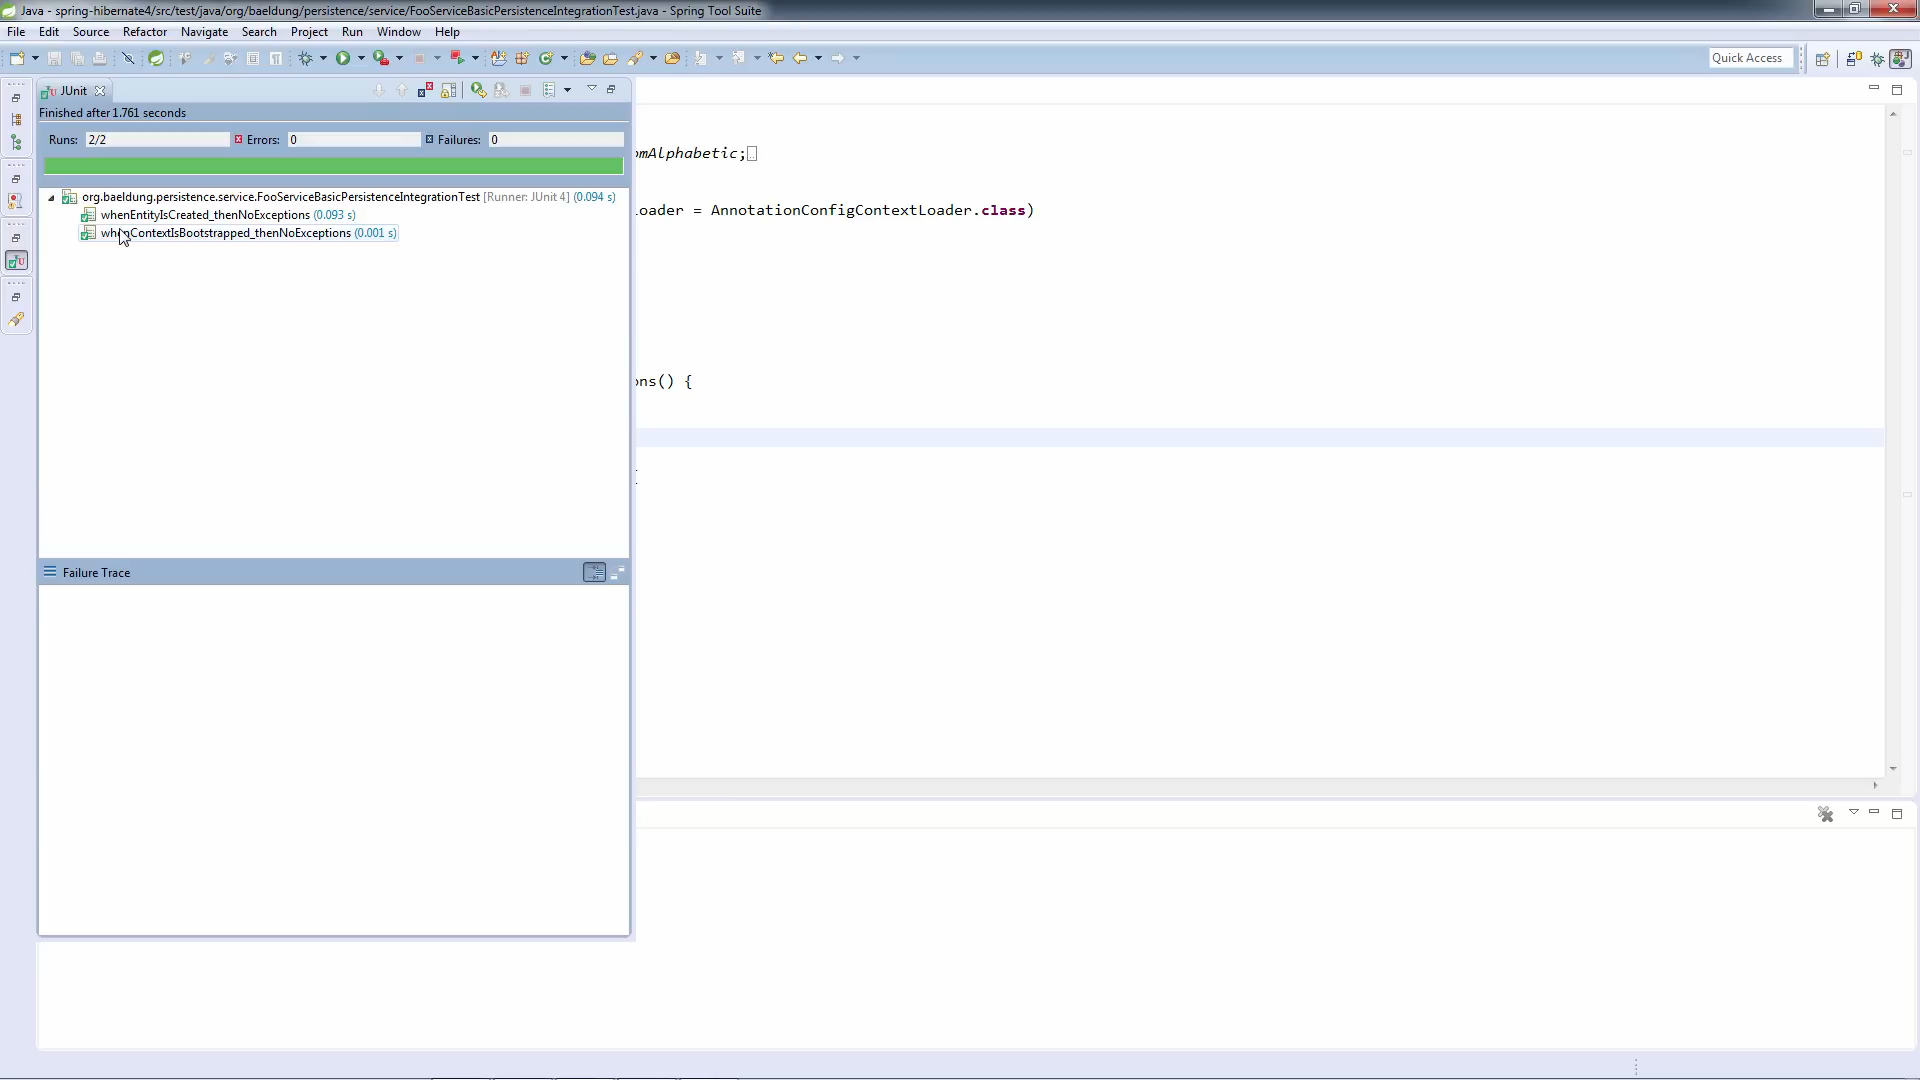 Java - spring-hibernate4/src/test/java/org/baeldung/persistence/service/FooServiceBasicPersistenceIntegrationTest.java - Spring Tool Suite
File Edit Source Refactor Navigate Search Project Run Window Help
Quick Access
JUnit
Finished after 1.761 seconds
Runs: 2/2 Errors: 0 Failures: 0
org.baeldung.persistence.service.FooServiceBasicPersistenceIntegrationTest [Runner: JUnit 4] (0.094 s)
whenEntityIsCreated_thenNoExceptions (0.093 s)
whenContextIsBootstrapped_thenNoExceptions (0.001 s)
mAlphabetic;
oader = AnnotationConfigContextLoader.class)
ons() {
Failure Trace